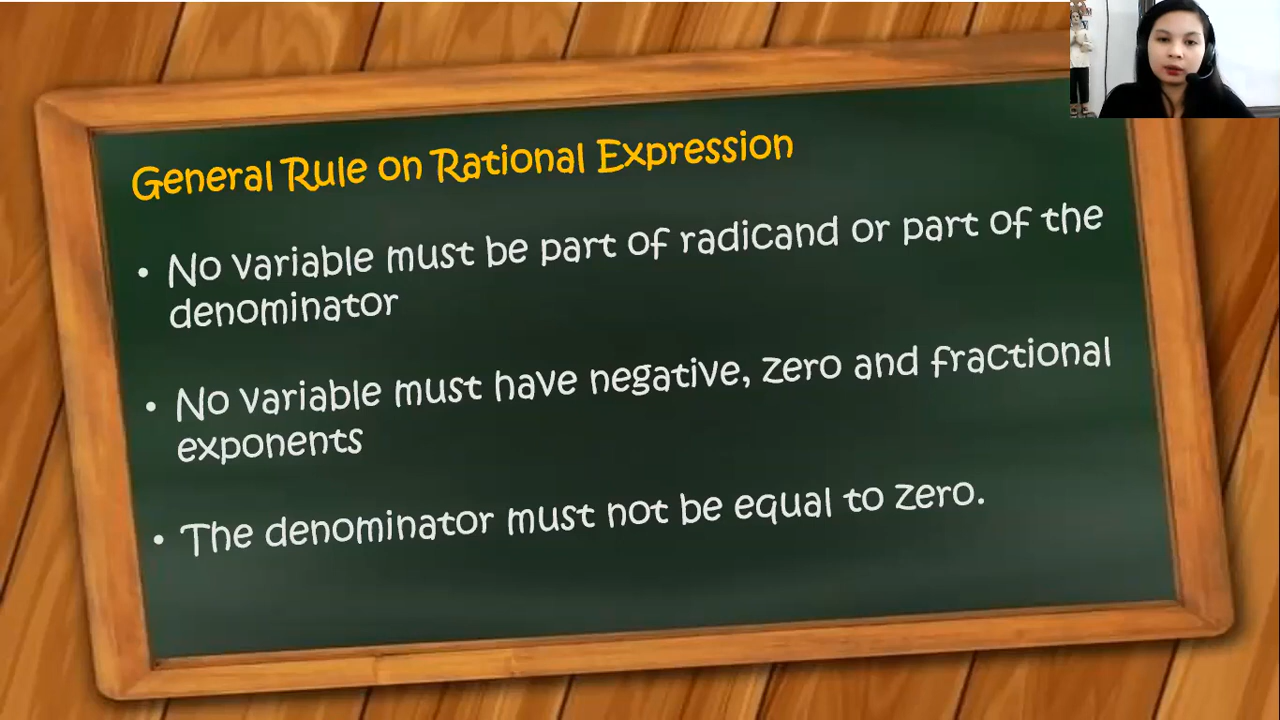 General Rule on Rational Expression
• No variable must be part of radicand or part of the
denominator
• No variable must have negative, zero and fractional
exponents
• The denominator must not be equal to zero.